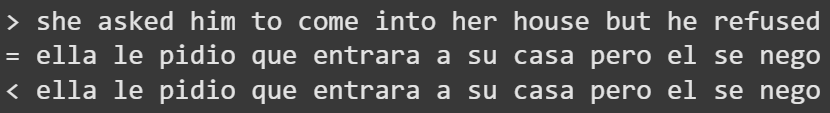 > she asked him to come into her house but he refused
= ella le pidio que entrara a su casa pero el se nego
< ella le pidio que entrara a su casa pero el se nego